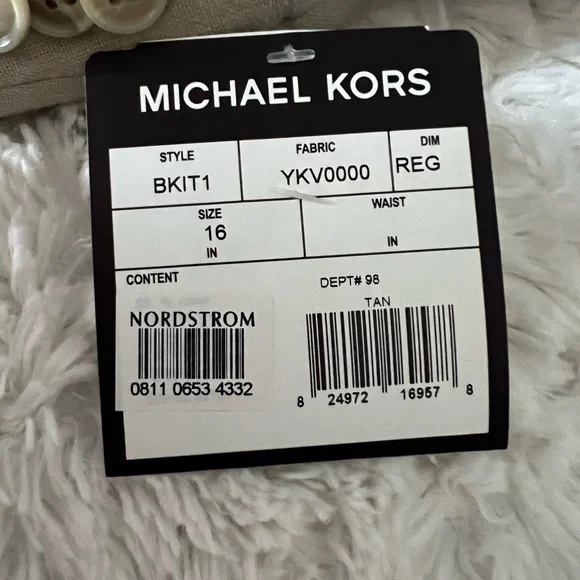 MICHAEL KORS
STYLE
BKIT1
FABRIC
YKV0000
DIM
REG
SIZE
16
IN
WAIST
IN
CONTENT
NORDSTROM
0811 0653 4332
DEPT# 98
TAN
8 24972 16957 8